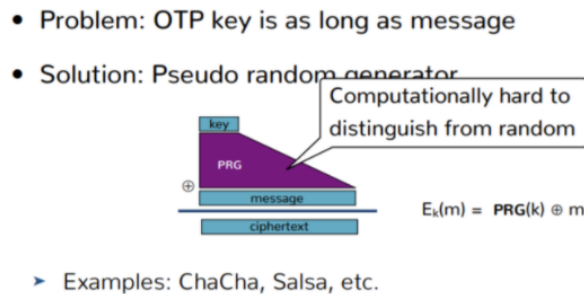 • Problem: OTP key is as long as message
• Solution: Pseudo random generator
Computationally hard to
distinguish from random
key
PRG
⊕
message
ciphertext
Eₖ(m) = PRG(k) ⊕ m
➤ Examples: ChaCha, Salsa, etc.